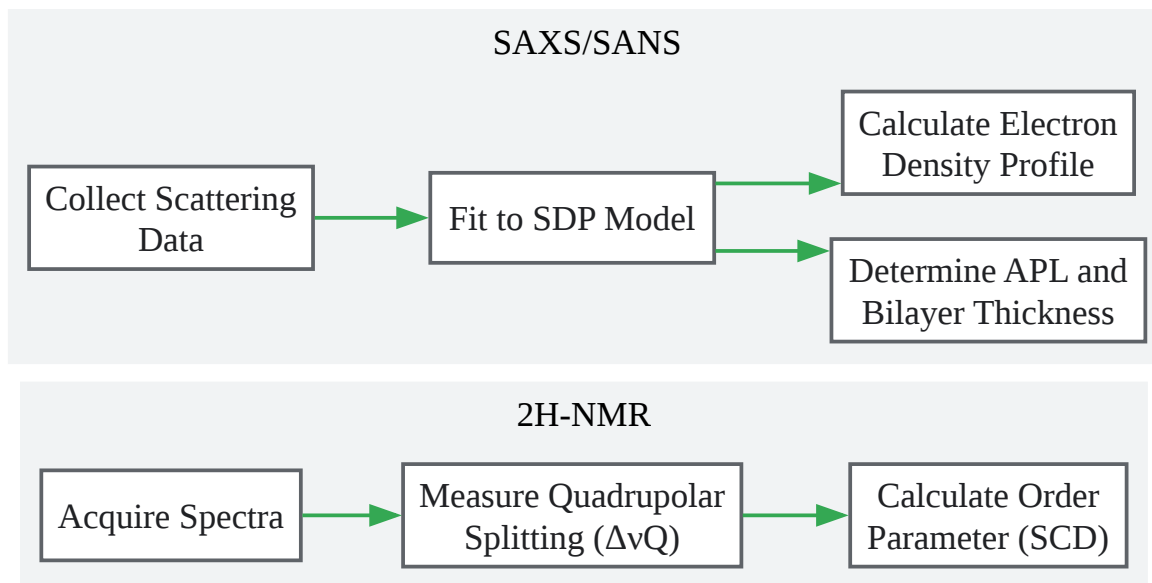 SAXS/SANS
Collect Scattering
Data
Fit to SDP Model
Calculate Electron
Density Profile
Determine APL and
Bilayer Thickness
2H-NMR
Acquire Spectra
Measure Quadrupolar
Splitting (ΔνQ)
Calculate Order
Parameter (SCD)